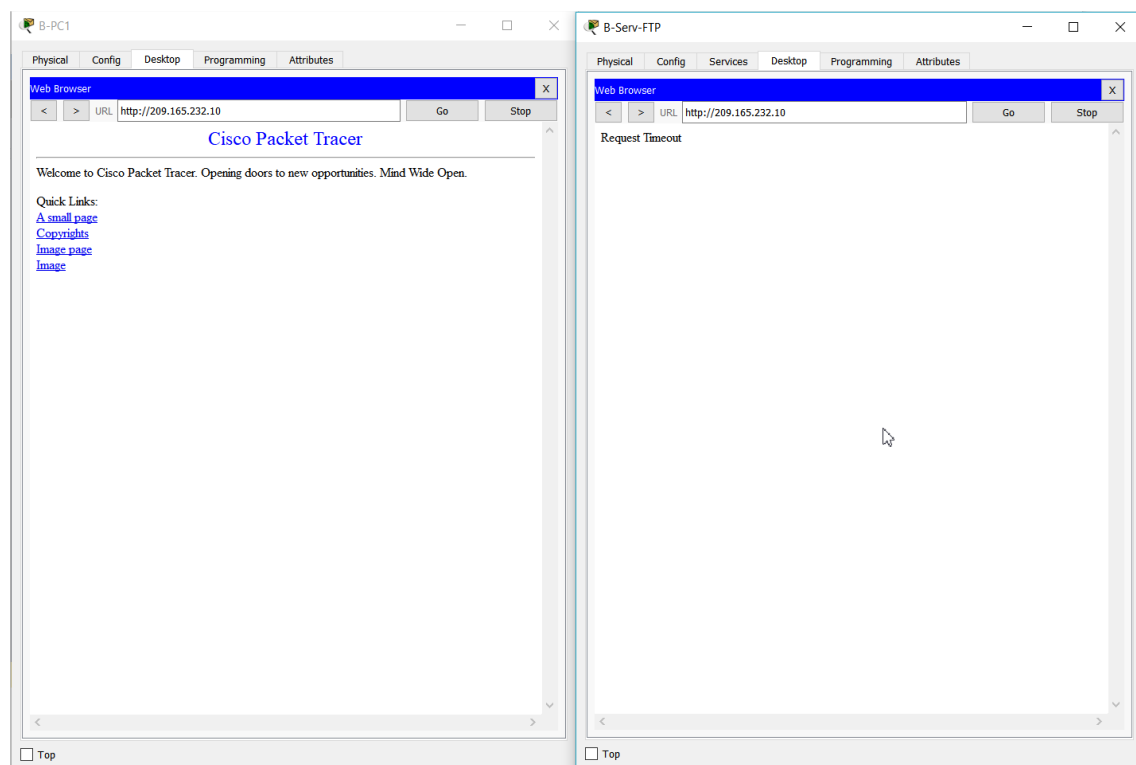 B-PC1
Physical Config Desktop Programming Attributes
Web Browser X
< > URL http://209.165.232.10 Go Stop
Cisco Packet Tracer
Welcome to Cisco Packet Tracer. Opening doors to new opportunities. Mind Wide Open.
Quick Links:
A small page
Copyrights
Image page
Image
Top
B-Serv-FTP
Physical Config Services Desktop Programming Attributes
Web Browser X
< > URL http://209.165.232.10 Go Stop
Request Timeout
Top